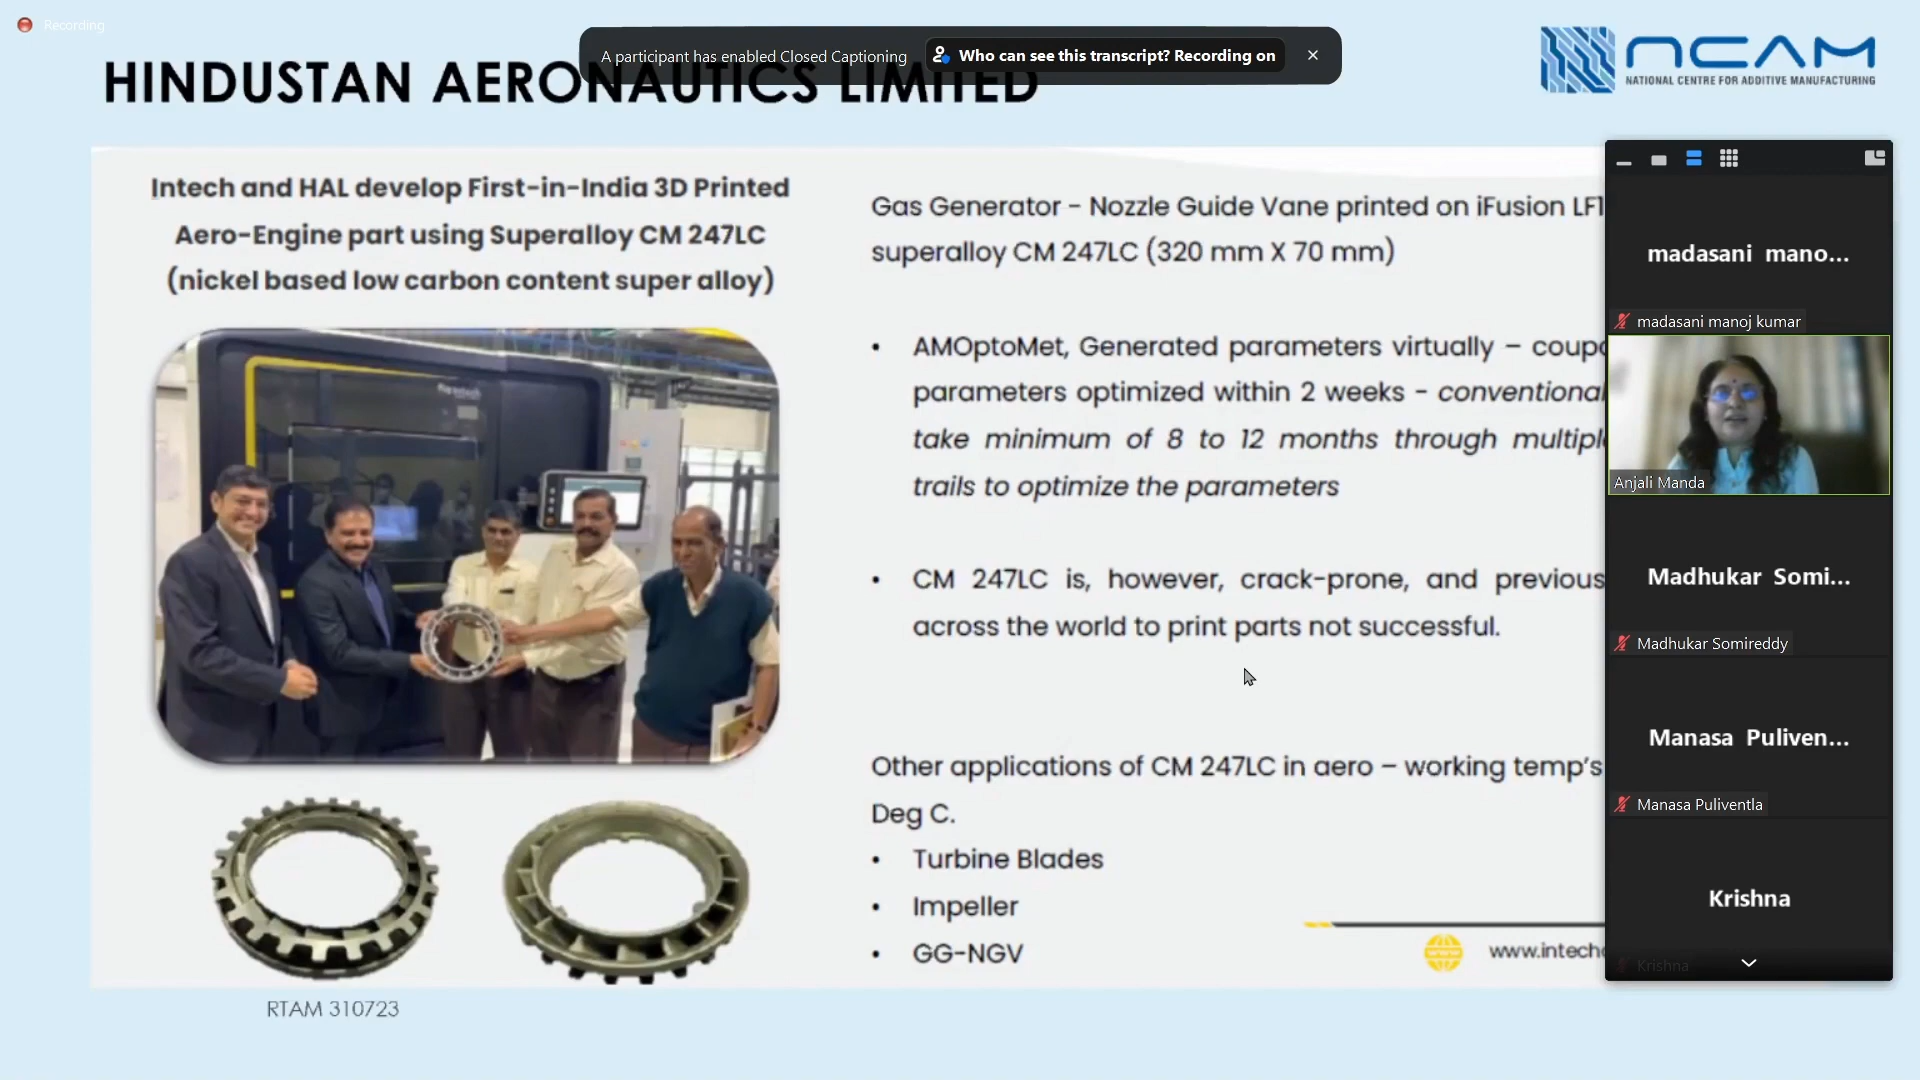 Recording
A participant has enabled Closed Captioning
Who can see this transcript? Recording on
HINDUSTAN AERONAUTICS LIMITED
NCAM
NATIONAL CENTRE FOR ADDITIVE MANUFACTURING
Intech and HAL develop First-in-India 3D Printed
Aero-Engine part using Superalloy CM 247LC
(nickel based low carbon content super alloy)
Gas Generator - Nozzle Guide Vane printed on iFusion LF1
superalloy CM 247LC (320 mm X 70 mm)
• AMOptoMet, Generated parameters virtually – coupo
parameters optimized within 2 weeks - conventional
take minimum of 8 to 12 months through multipl
trails to optimize the parameters
• CM 247LC is, however, crack-prone, and previous
across the world to print parts not successful.
Other applications of CM 247LC in aero – working temp's
Deg C.
• Turbine Blades
• Impeller
• GG-NGV
www.intech
RTAM 310723
madasani mano...
madasani manoj kumar
Anjali Manda
Madhukar Somi...
Madhukar Somireddy
Manasa Puliven...
Manasa Puliventla
Krishna
Krishna